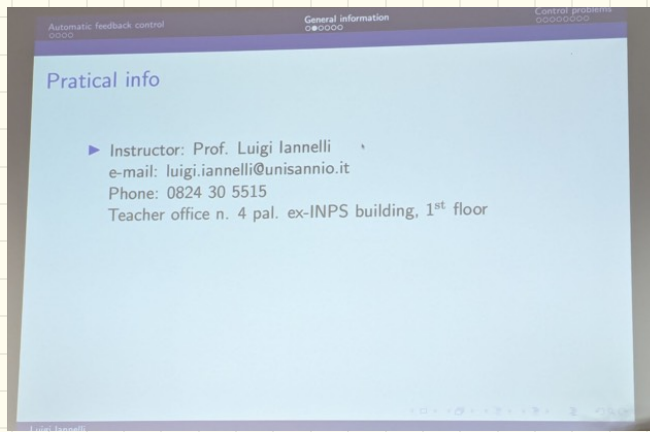 Automatic feedback control
General information
Control problems
Pratical info
Instructor: Prof. Luigi Iannelli
e-mail: luigi.iannelli@unisannio.it
Phone: 0824 30 5515
Teacher office n. 4 pal. ex-INPS building, 1st floor
Luigi Iannelli